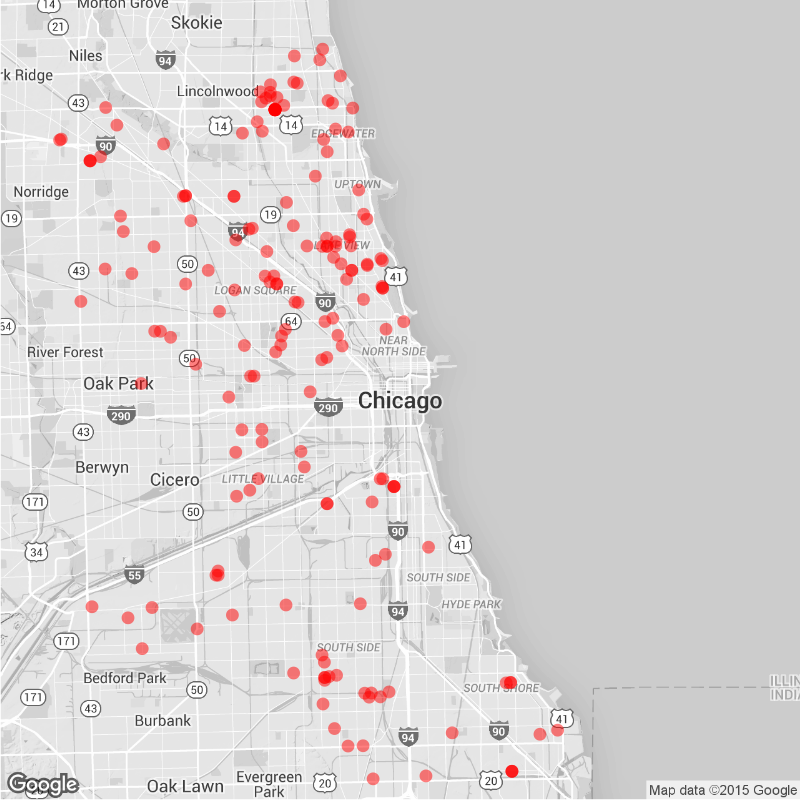 14
Morton Grove
21
Skokie
Niles
94
rk Ridge
Lincolnwood
43
14
14
EDGEWATER
90
Norridge
UPTOWN
19
19
94
LAKE VIEW
50
43
41
LOGAN SQUARE
90
64
64
NEAR
NORTH SIDE
River Forest
50
Oak Park
Chicago
290
290
43
Berwyn
Cicero
LITTLE VILLAGE
171
50
90
34
41
55
SOUTH SIDE
HYDE PARK
94
171
SOUTH SIDE
Bedford Park
ILLIN
INDIA
171
50
SOUTH SHORE
43
Burbank
41
94
90
Google
Oak Lawn
Evergreen
Park
20
20
Map data ©2015 Google